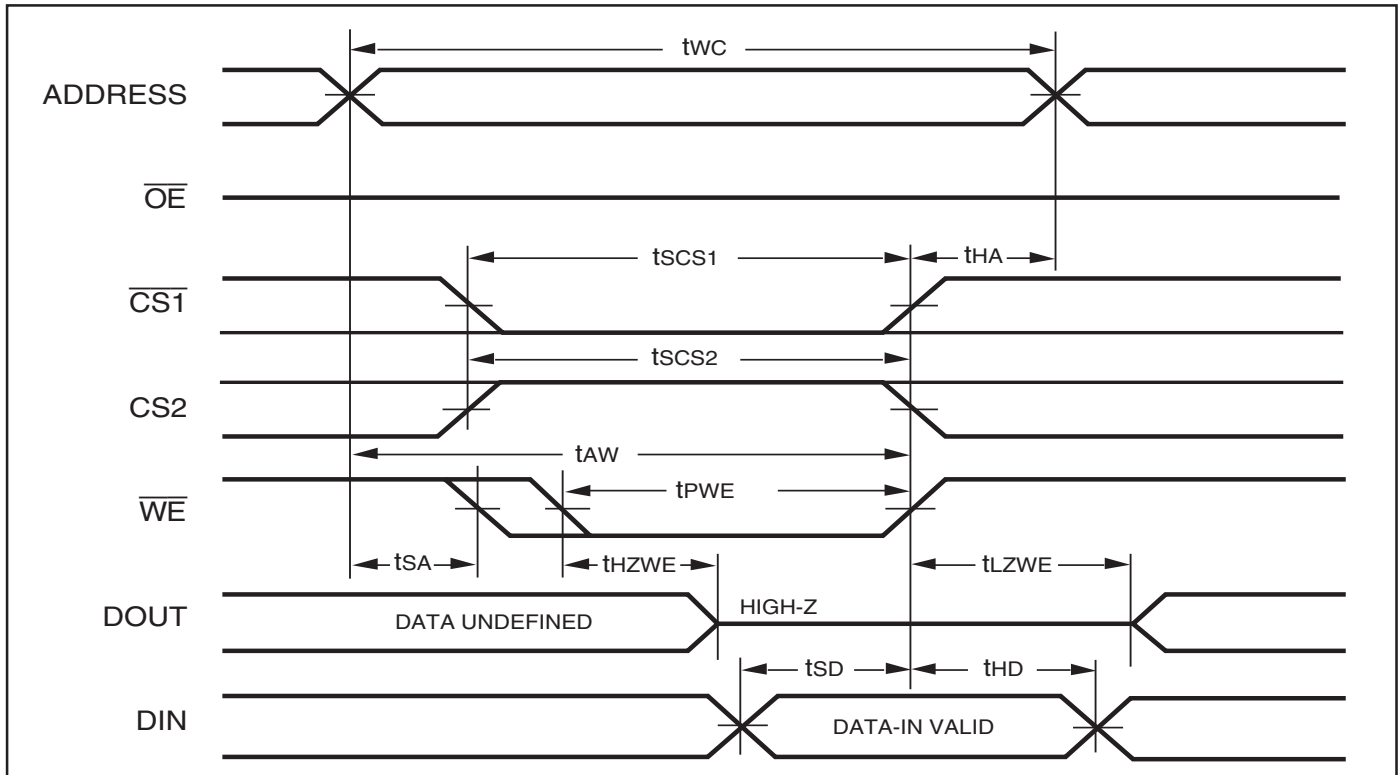 tWC
ADDRESS
OE
tSCS1
tHA
CS1
tSCS2
CS2
tAW
tPWE
WE
tSA
tHZWE
tLZWE
HIGH-Z
DOUT
DATA UNDEFINED
tSD
tHD
DIN
DATA-IN VALID